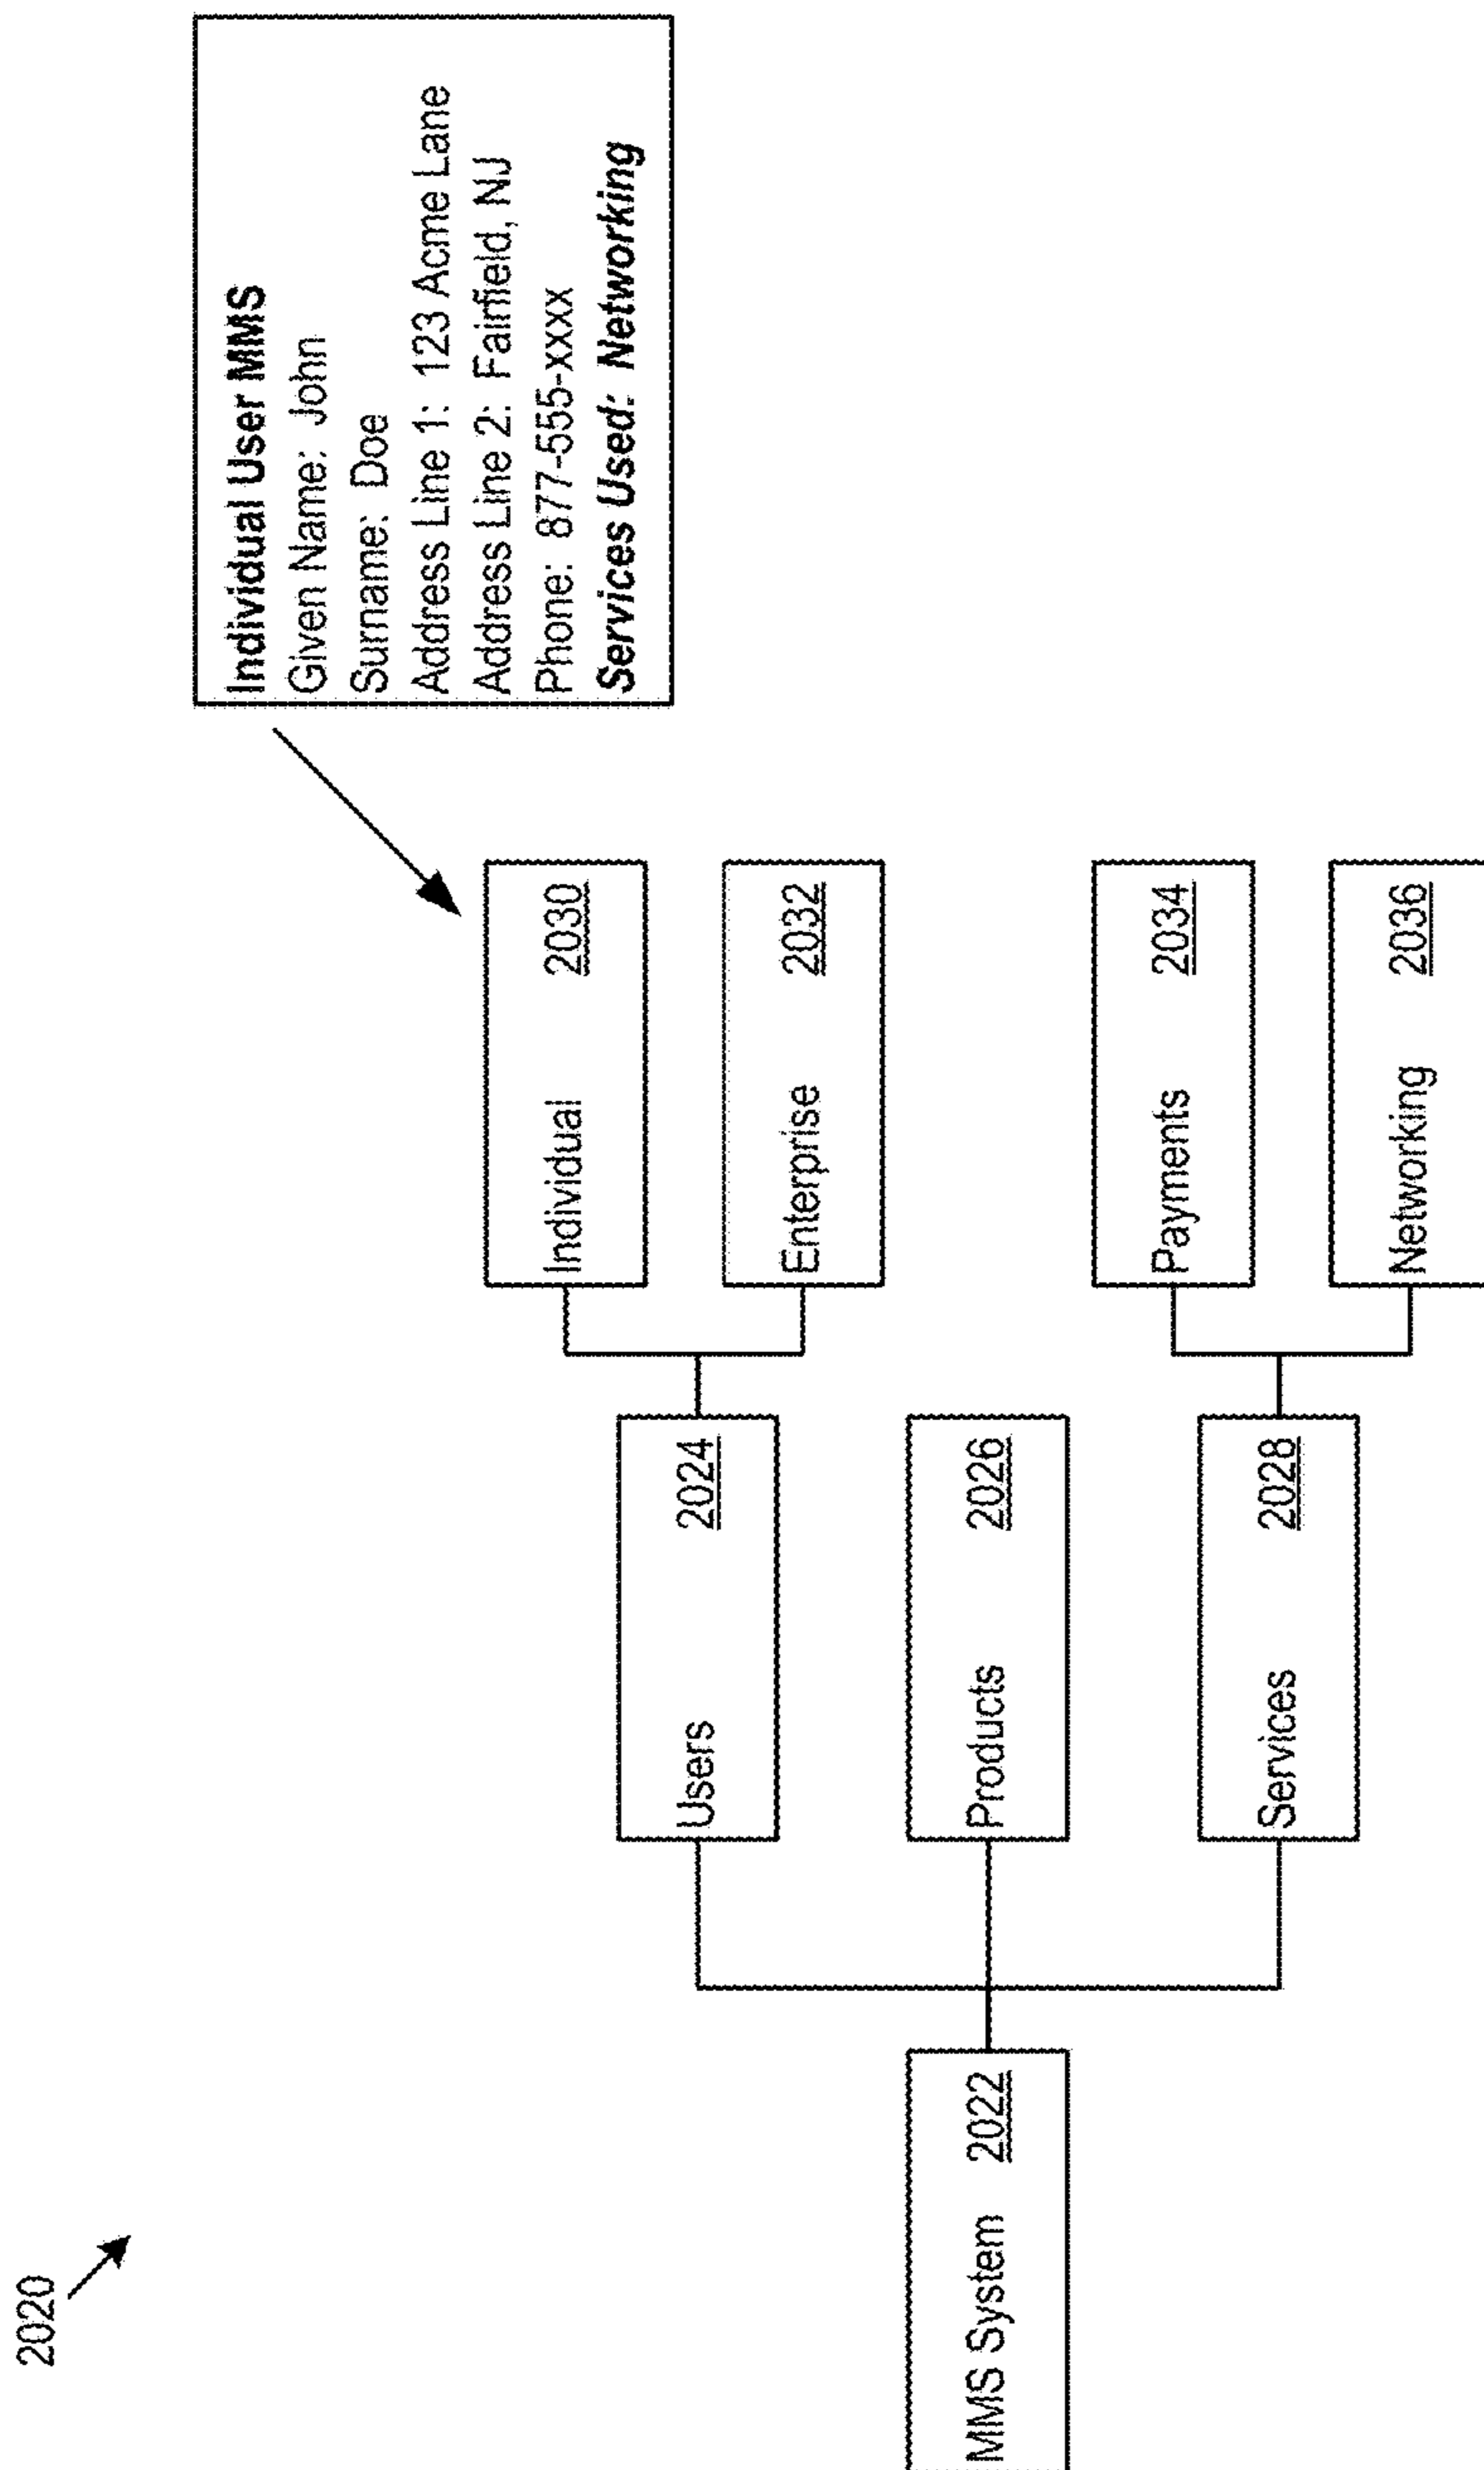 2020
Individual User MMS
Given Name: John
Surname: Doe
Address Line 1: 123 Acme Lane
Address Line 2: Fairfield, NJ
Phone: 877-555-xxxx
Services Used: Networking
Individual 2030
Users 2024
Enterprise 2032
MMS System 2022
Products 2026
Payments 2034
Services 2028
Networking 2036